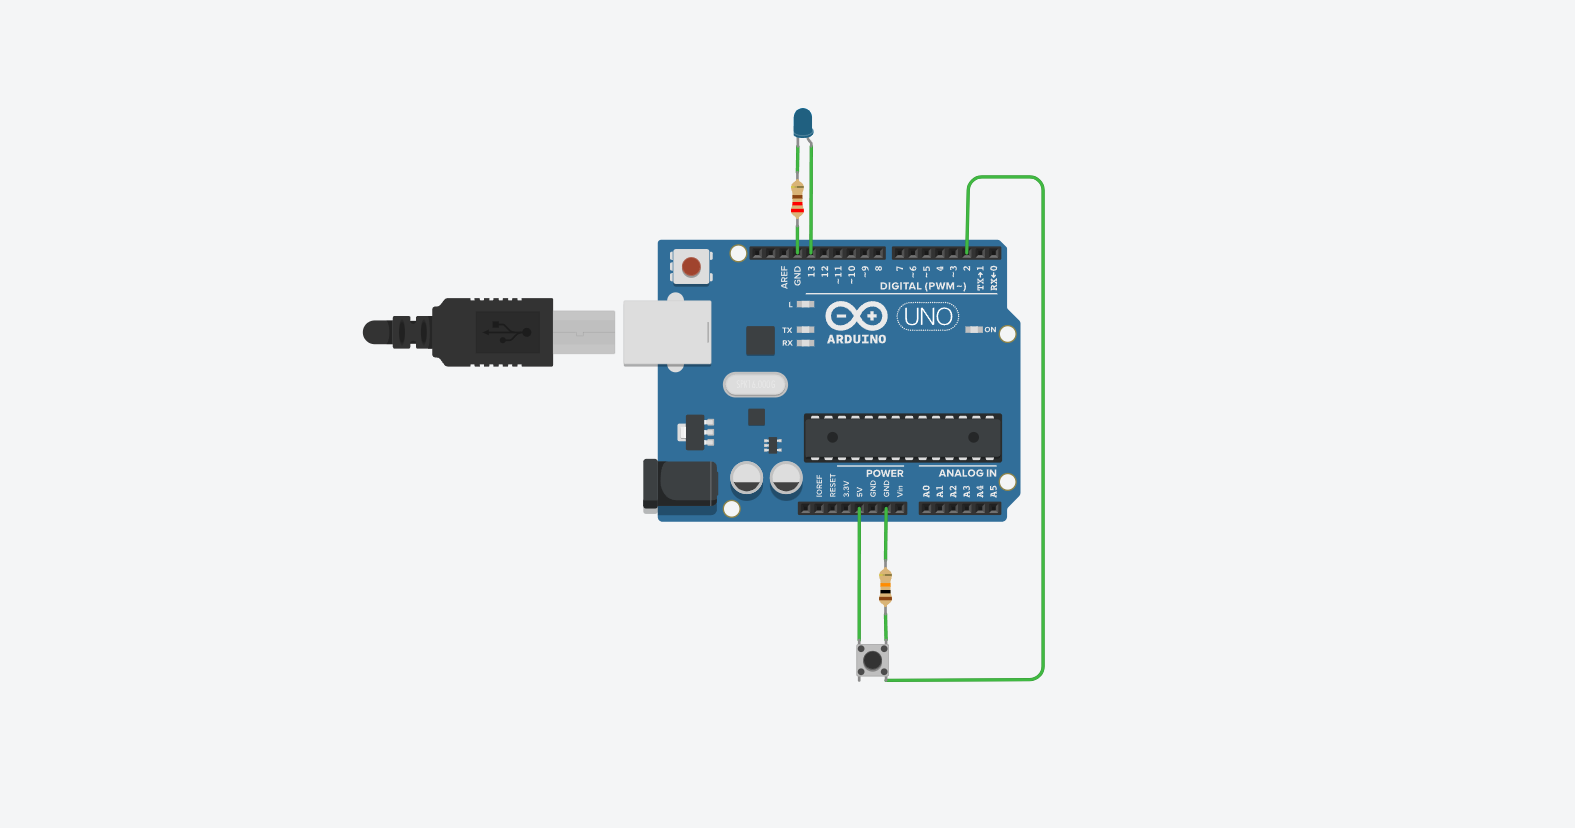 AREF
GND
13
12
~11
~10
~9
8
7
~6
~5
4
~3
2
TX→1
RX←0
DIGITAL (PWM~)
L
TX
RX
UNO
ON
ARDUINO
POWER
ANALOG IN
IOREF
RESET
3.3V
5V
GND
GND
Vin
A0
A1
A2
A3
A4
A5